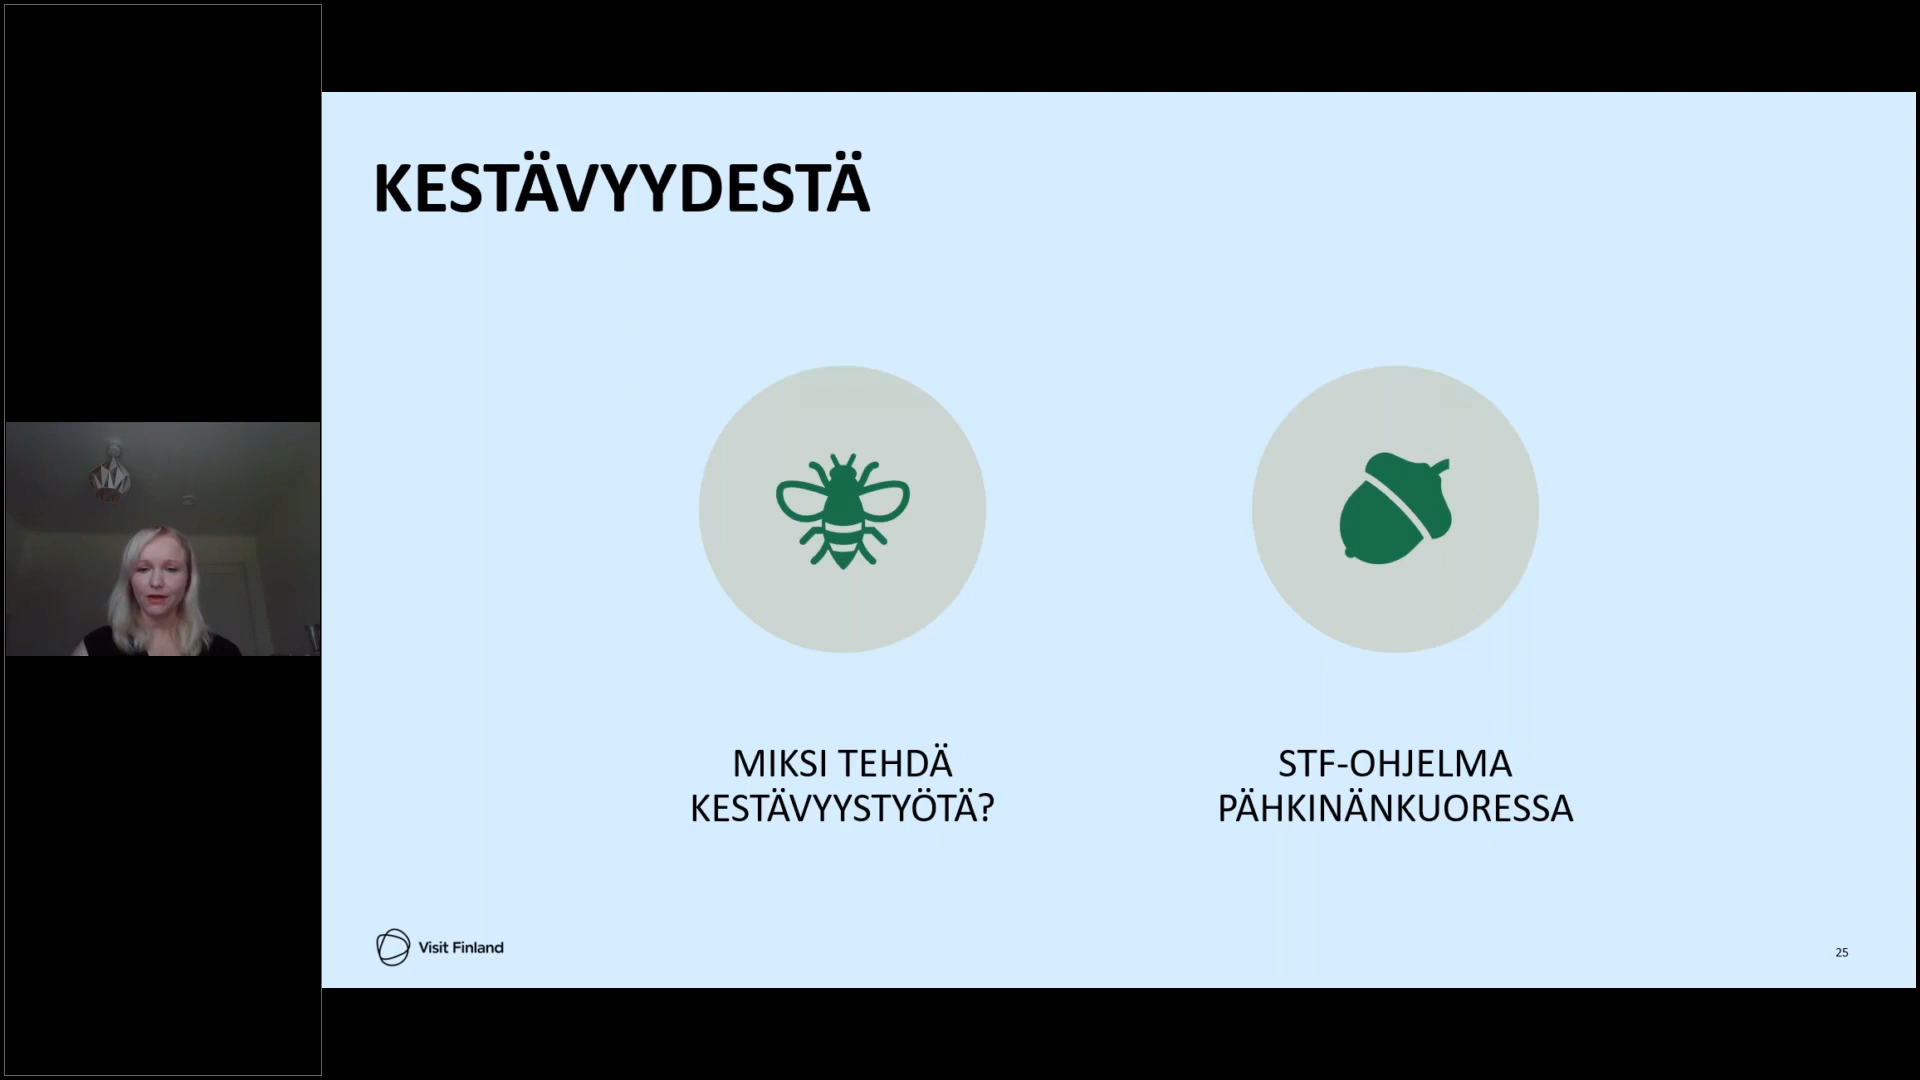 KESTÄVYYDESTÄ
MIKSI TEHDÄ
KESTÄVYYSTYÖTÄ?
STF-OHJELMA
PÄHKINÄNKUORESSA
Visit Finland
25